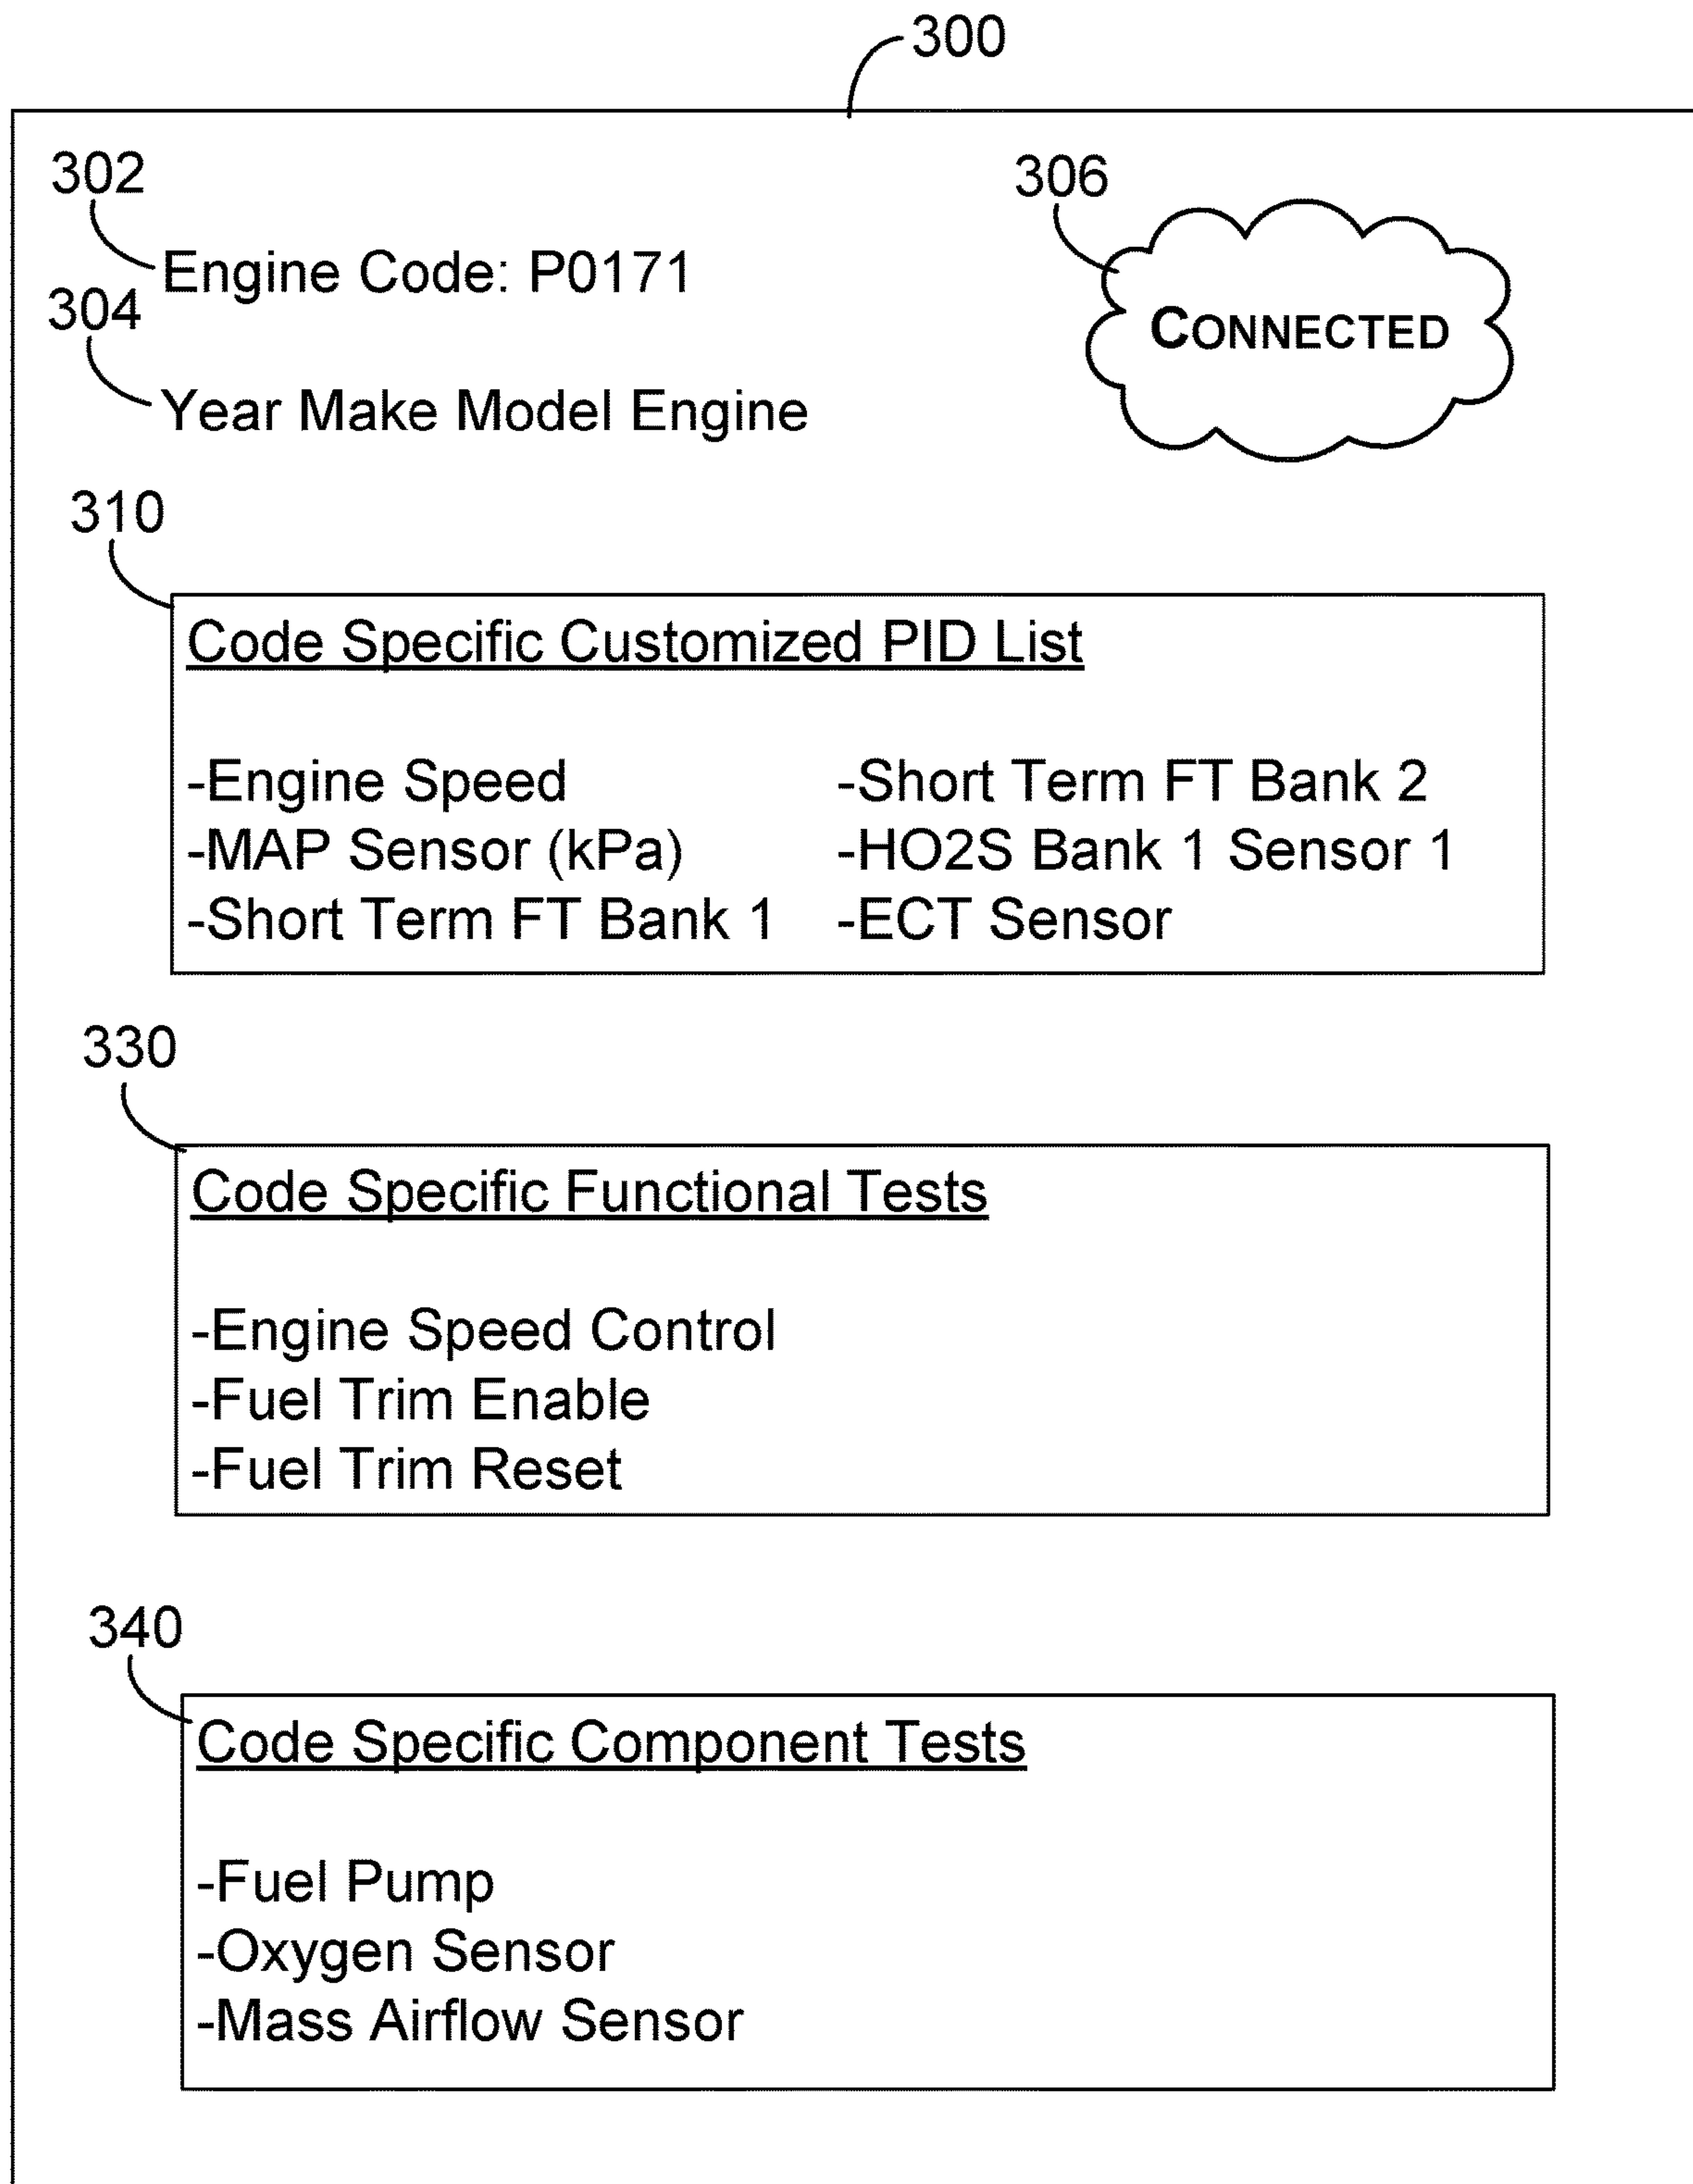 300
302
306
Engine Code: P0171
CONNECTED
304
Year Make Model Engine
310
Code Specific Customized PID List
-Engine Speed
-MAP Sensor (kPa)
-Short Term FT Bank 1
-Short Term FT Bank 2
-HO2S Bank 1 Sensor 1
-ECT Sensor
330
Code Specific Functional Tests
-Engine Speed Control
-Fuel Trim Enable
-Fuel Trim Reset
340
Code Specific Component Tests
-Fuel Pump
-Oxygen Sensor
-Mass Airflow Sensor